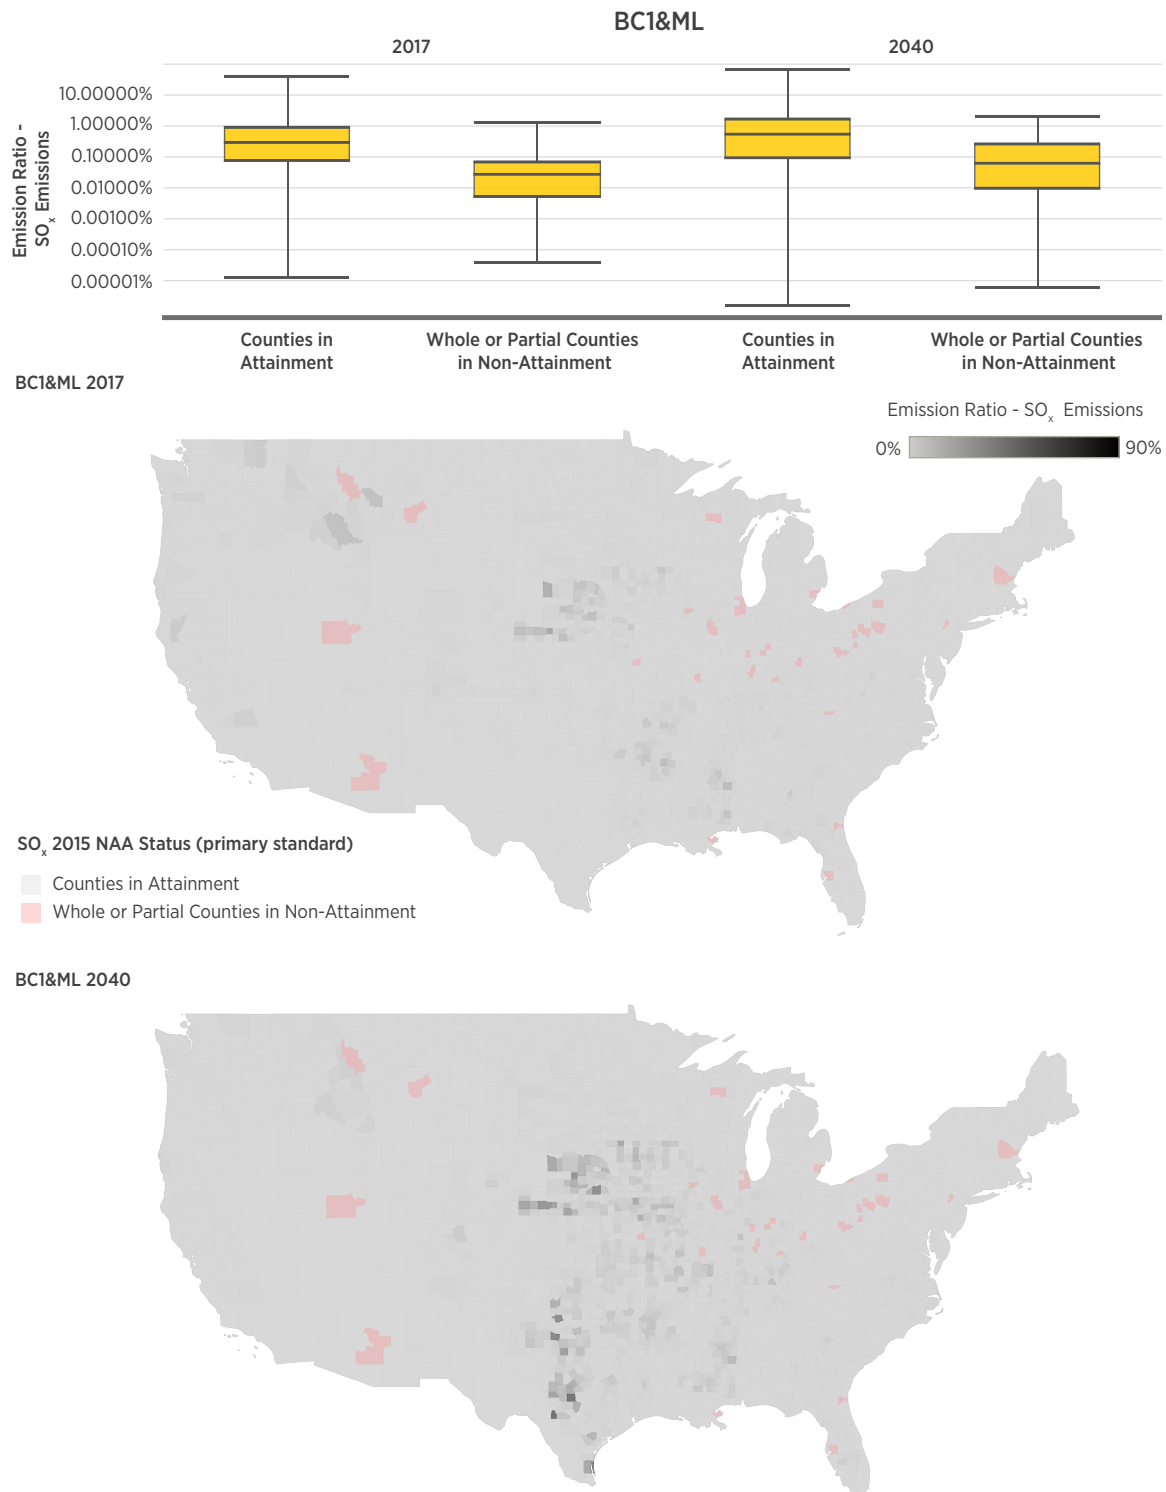 BC1&ML
2017
2040
Emission Ratio -
SOx Emissions
10.00000%
1.00000%
0.10000%
0.01000%
0.00100%
0.00010%
0.00001%
Counties in
Attainment
Whole or Partial Counties
in Non-Attainment
Counties in
Attainment
Whole or Partial Counties
in Non-Attainment
BC1&ML 2017
Emission Ratio - SOx Emissions
0%
90%
SOx 2015 NAA Status (primary standard)
Counties in Attainment
Whole or Partial Counties in Non-Attainment
BC1&ML 2040